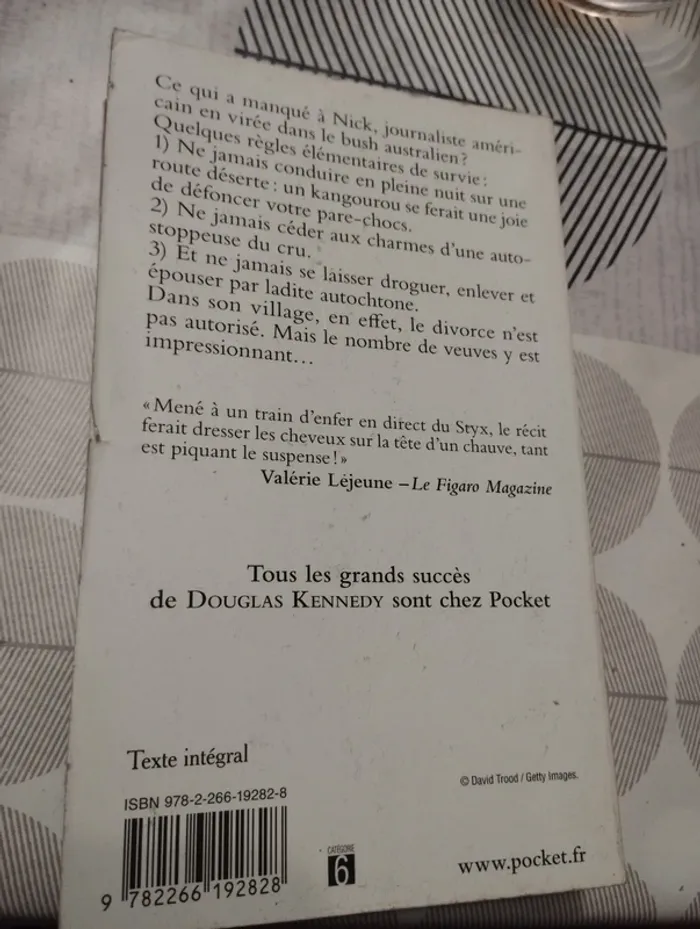 Ce qui a manqué à Nick, journaliste améri-
cain en virée dans le bush australien ?
Quelques règles élémentaires de survie :
1) Ne jamais conduire en pleine nuit sur une
route déserte : un kangourou se ferait une joie
de défoncer votre pare-chocs.
2) Ne jamais céder aux charmes d'une auto-
stoppeuse du cru.
3) Et ne jamais se laisser droguer, enlever et
épouser par ladite autochtone.
Dans son village, en effet, le divorce n'est
pas autorisé. Mais le nombre de veuves y est
impressionnant...
« Mené à un train d'enfer en direct du Styx, le récit
ferait dresser les cheveux sur la tête d'un chauve, tant
est piquant le suspense ! »
Valérie Lejeune – Le Figaro Magazine
Tous les grands succès
de DOUGLAS KENNEDY sont chez Pocket
Texte intégral
© David Trood / Getty Images.
ISBN 978-2-266-19282-8
9 782266 192828
CATÉGORIE
6
www.pocket.fr